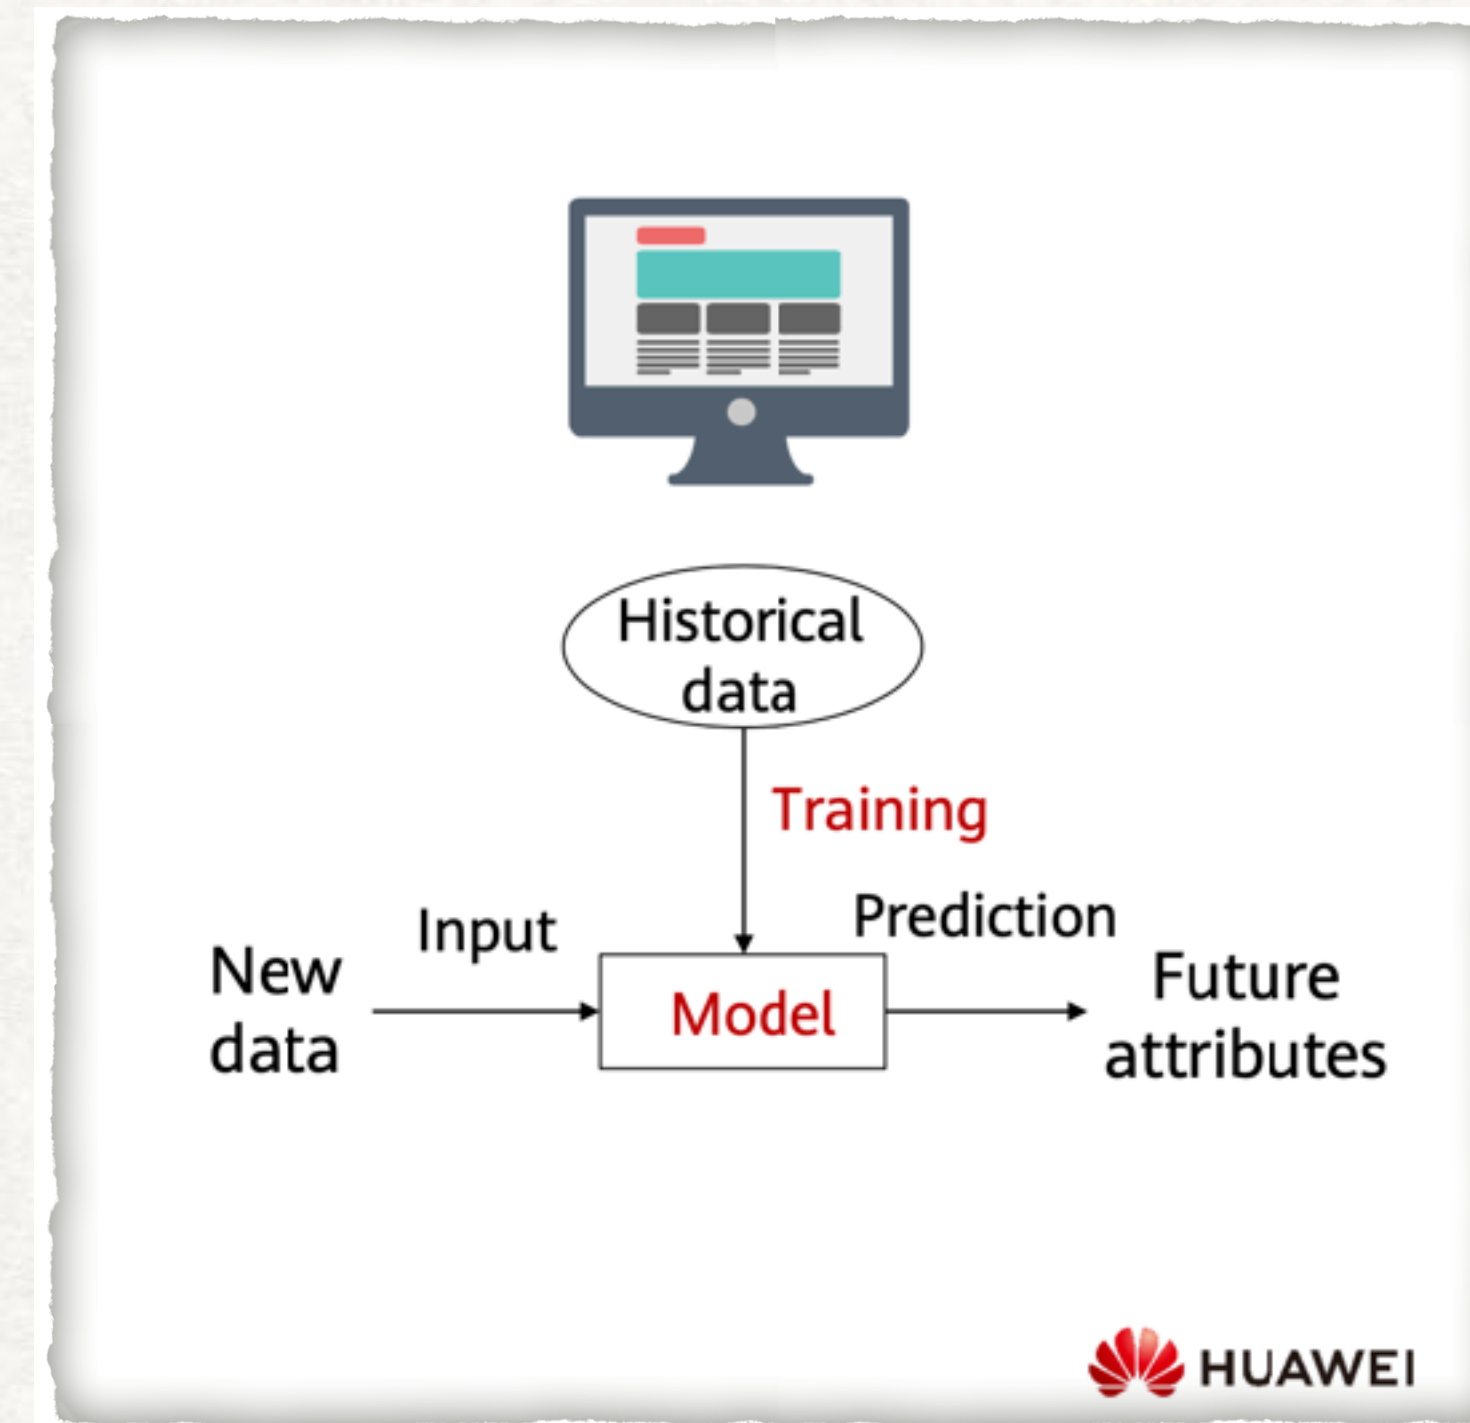 Historical
data
Training
Input
Prediction
New
data
Model
Future
attributes
HUAWEI